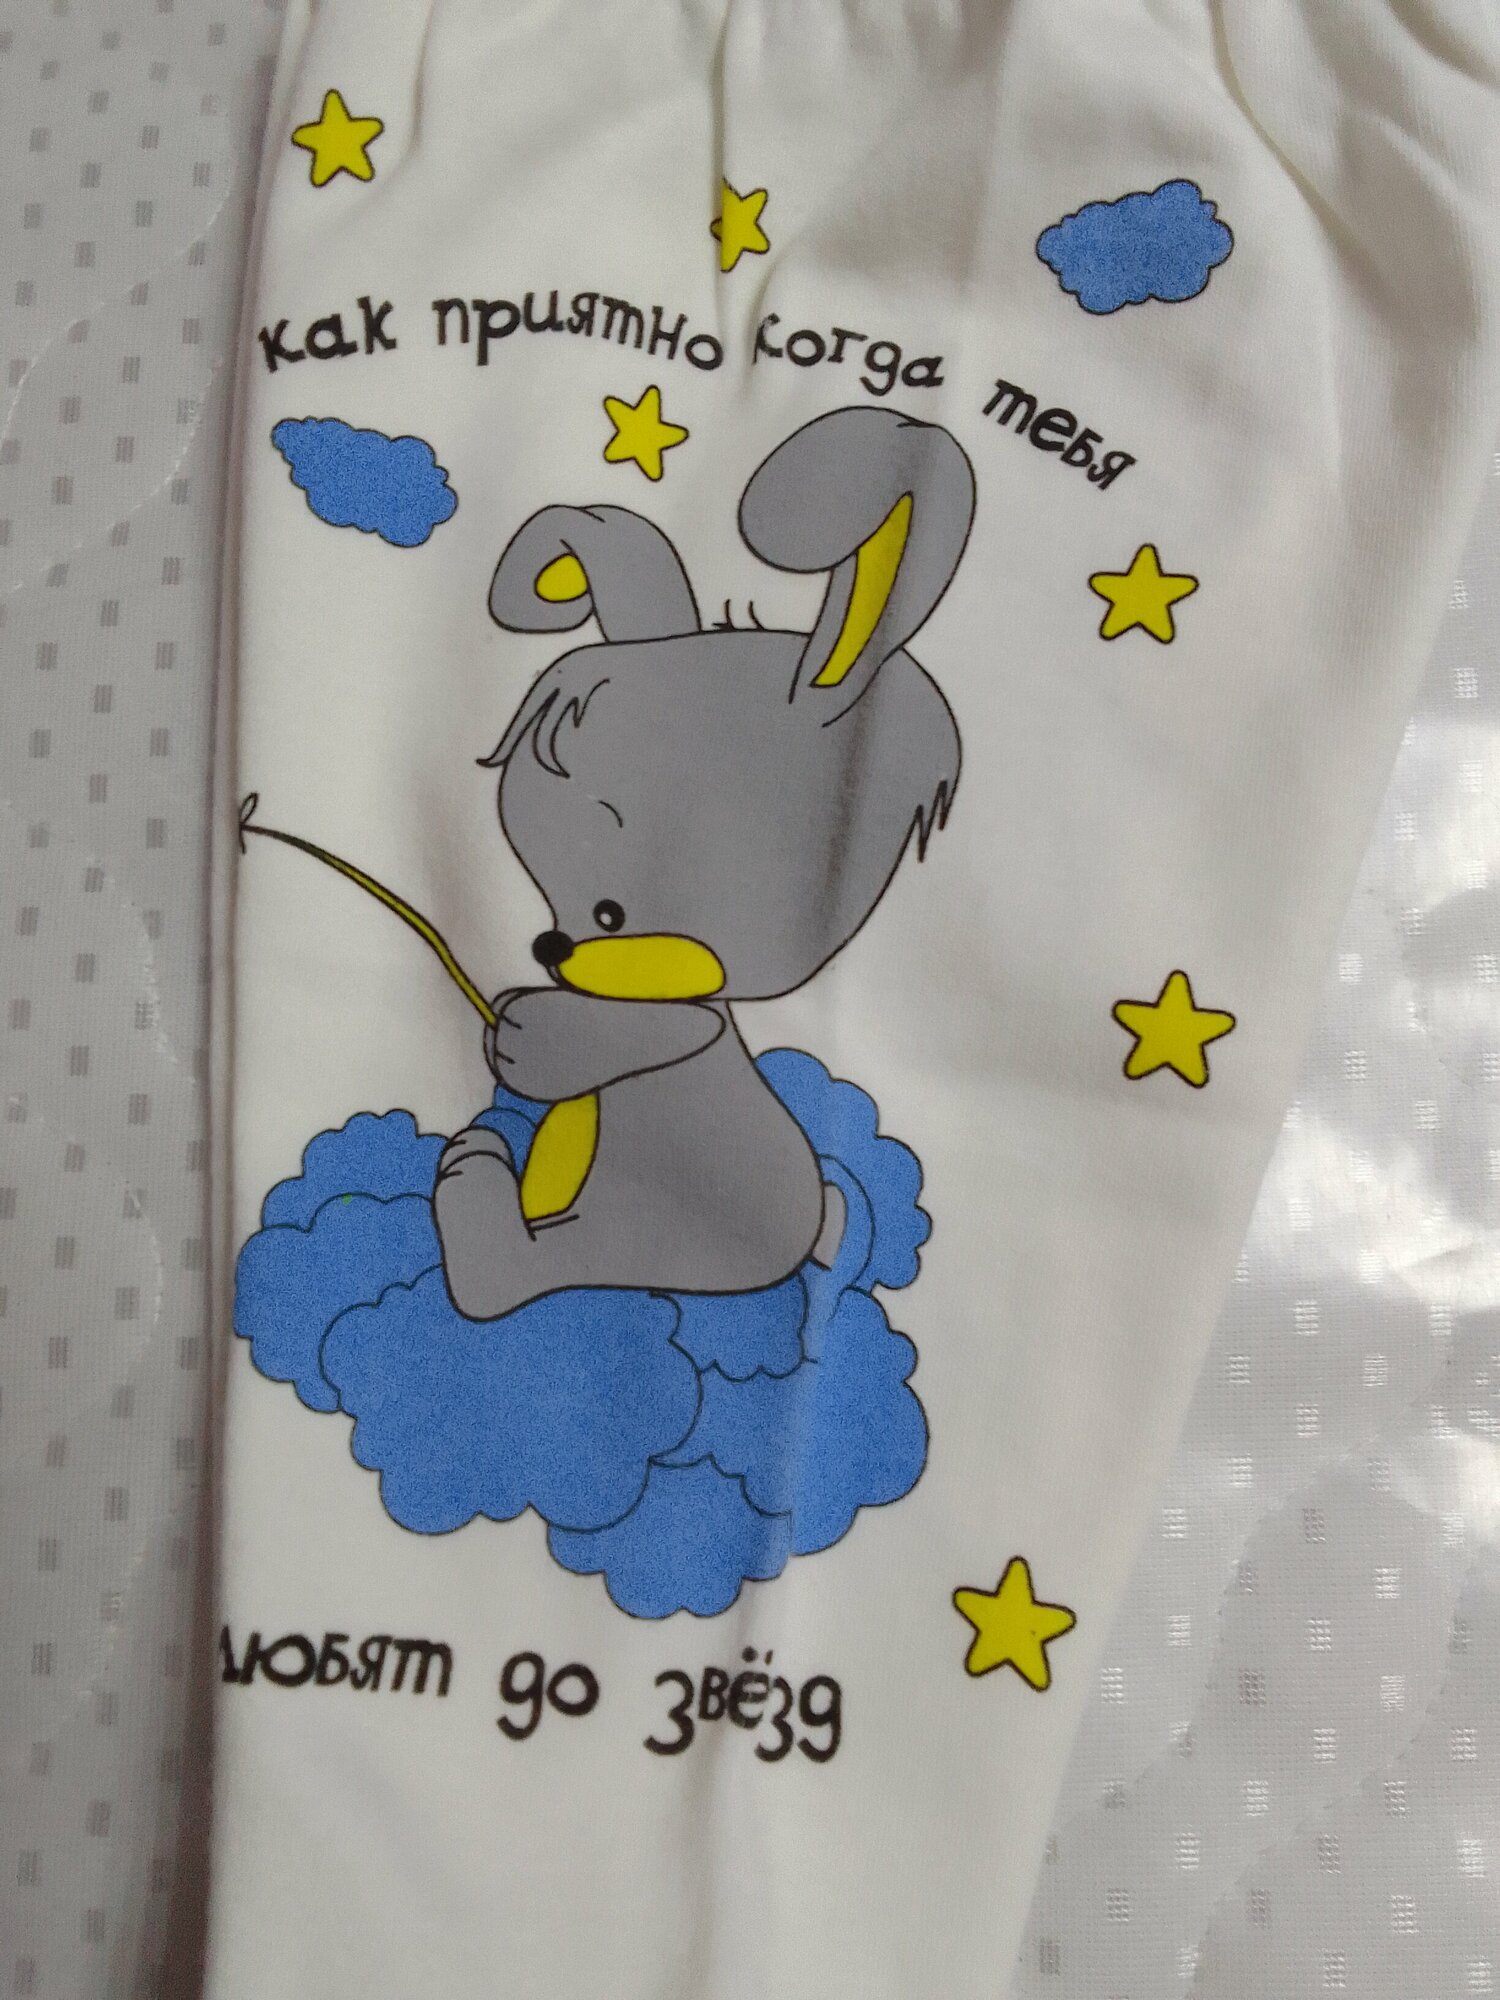 как приятно когда тебя
любят до звёзд